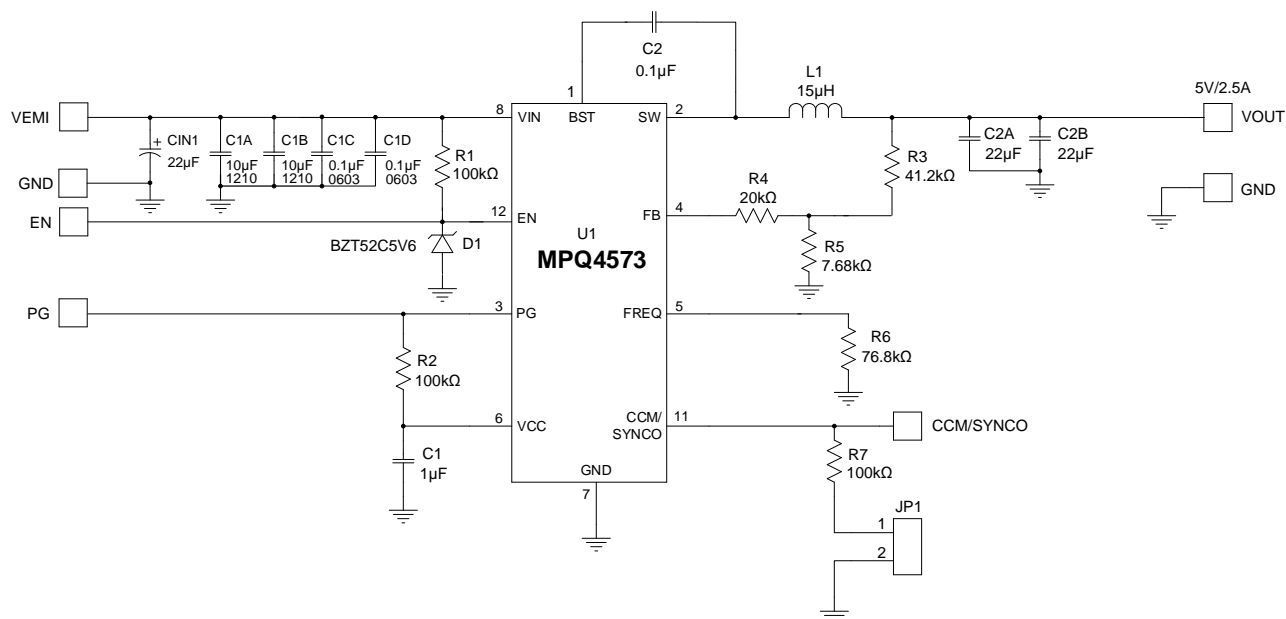 C2
0.1µF
L1
15µH
5V/2.5A
1
VEMI
8
VIN
BST
SW
2
VOUT
CIN1
+
22µF
C1A
10µF
1210
C1B
10µF
1210
C1C
0.1µF
0603
C1D
0.1µF
0603
R1
100kΩ
C2A
22µF
C2B
22µF
R3
41.2kΩ
R4
20kΩ
GND
GND
EN
12
EN
FB
4
U1
MPQ4573
BZT52C5V6
D1
R5
7.68kΩ
PG
3
PG
FREQ
5
R2
100kΩ
R6
76.8kΩ
6
VCC
CCM/
SYNCO
11
CCM/SYNCO
C1
1µF
GND
7
R7
100kΩ
JP1
1
2